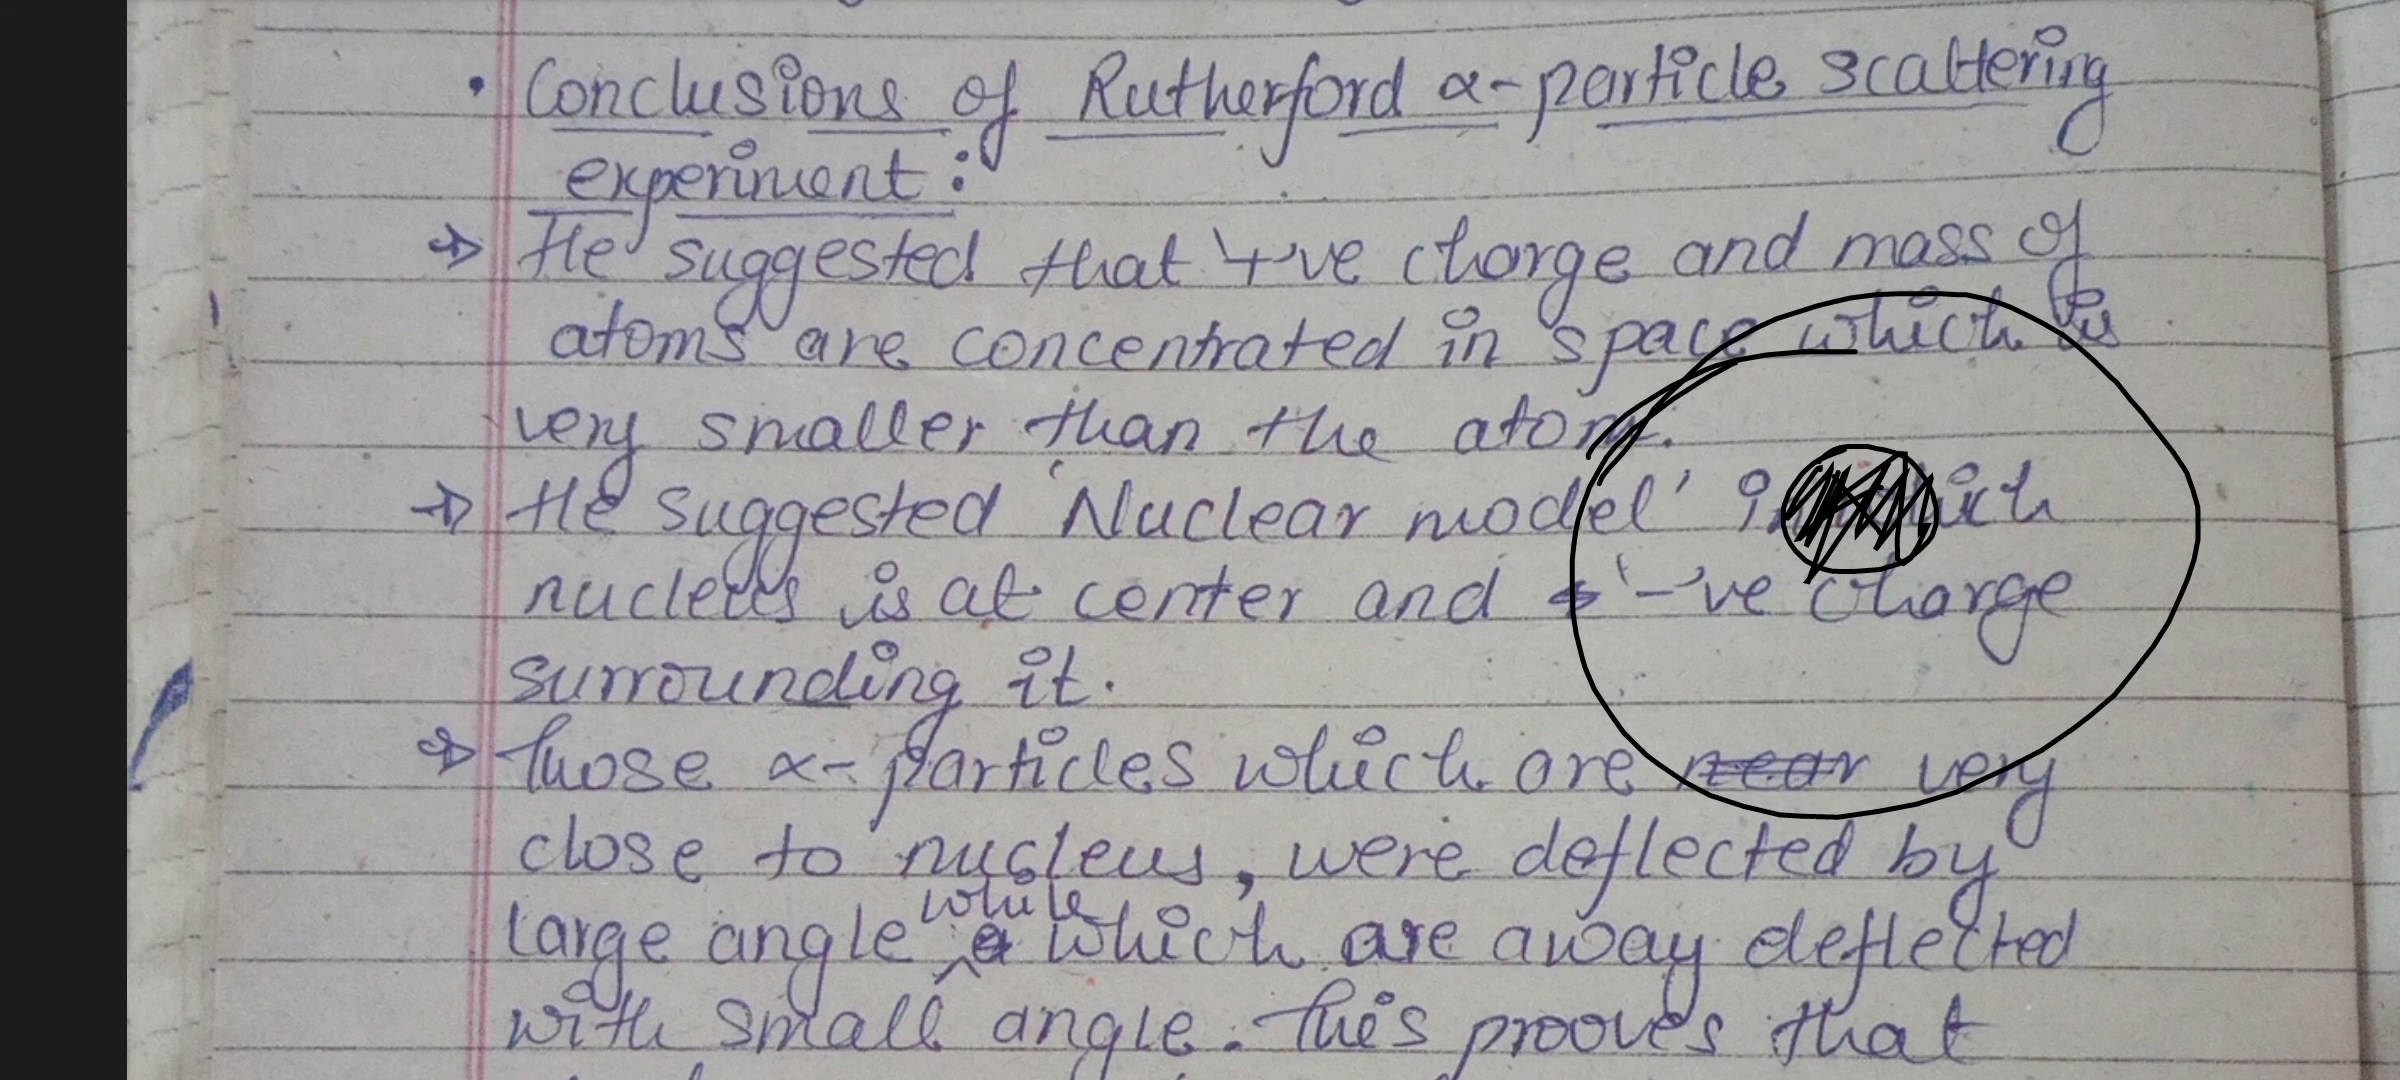 • Conclusions of Rutherford α-particle scattering
experiment:
→ He suggested that '+'ve charge and mass of
atoms are concentrated in space which is
very smaller than the atom.
→ He suggested 'Nuclear model' in which
nucleus is at center and '-'ve charge
surrounding it.
→ Those α-particles which are near very
close to nucleus, were deflected by
large angle while which are away deflected
with small angle. This prooves that